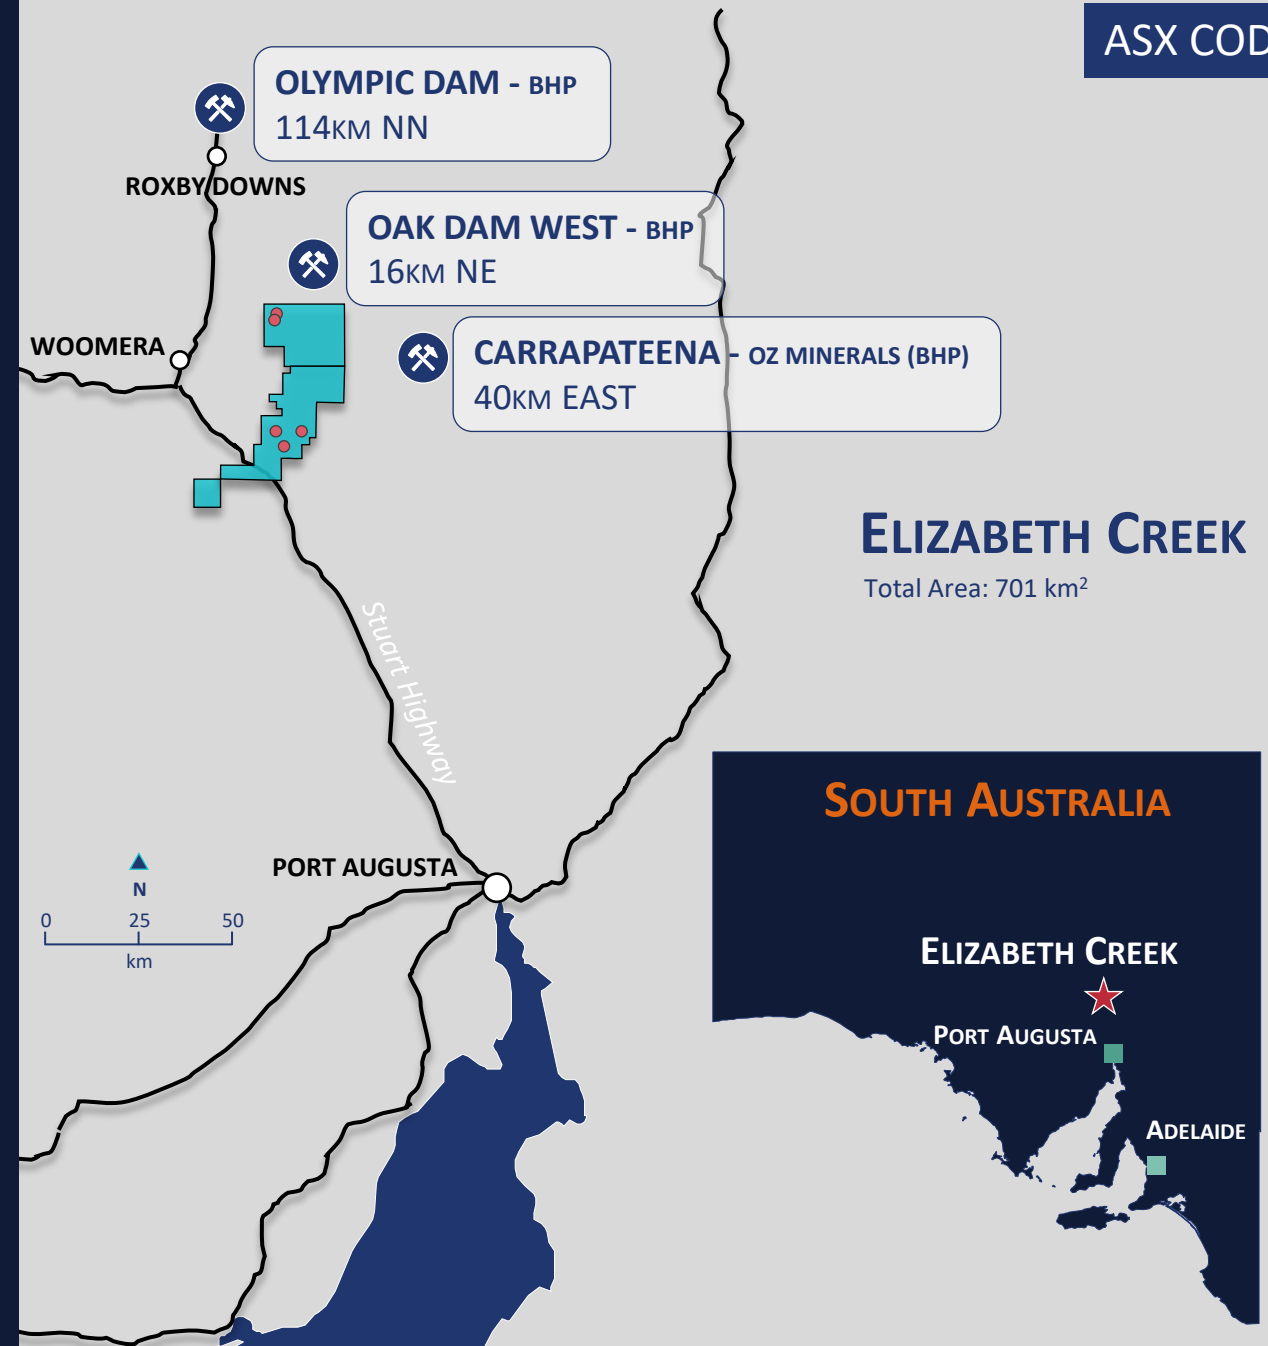 ASX COD
OLYMPIC DAM - BHP
114KM NN
ROXBY DOWNS
OAK DAM WEST - BHP
16KM NE
WOOMERA
CARRAPATEENA - OZ MINERALS (BHP)
40KM EAST
ELIZABETH CREEK
Total Area: 701 km²
Stuart Highway
SOUTH AUSTRALIA
PORT AUGUSTA
N
0 25 50
km
ELIZABETH CREEK
PORT AUGUSTA
ADELAIDE